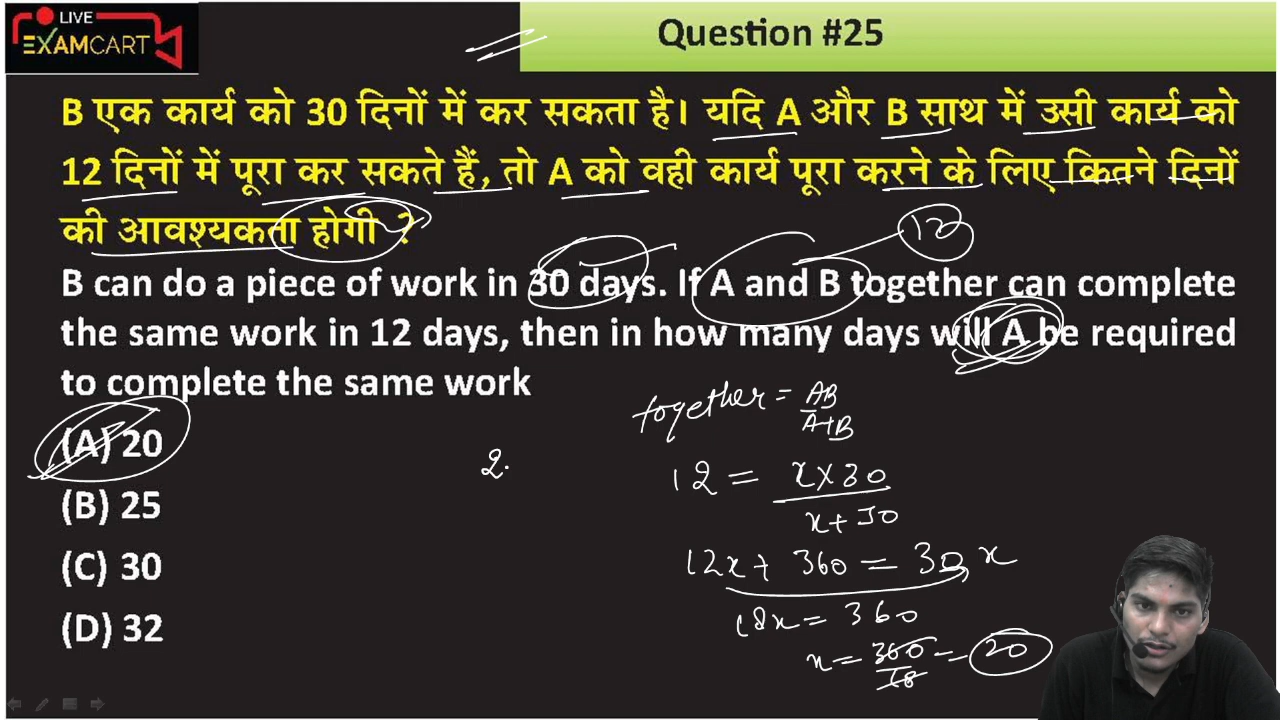 LIVE
EXAMCART
Question #25
B एक कार्य को 30 दिनों में कर सकता है। यदि A और B साथ में उसी कार्य को
12 दिनों में पूरा कर सकते हैं, तो A को वही कार्य पूरा करने के लिए कितने दिनों
की आवश्यकता होगी ?
12
B can do a piece of work in 30 days. If A and B together can complete
the same work in 12 days, then in how many days will A be required
to complete the same work
(A) 20
(B) 25
(C) 30
(D) 32
2.
together = AB
A+B
12 = x×30
x+30
12x+ 360 = 30x
18x = 360
x = 360 = 20
18